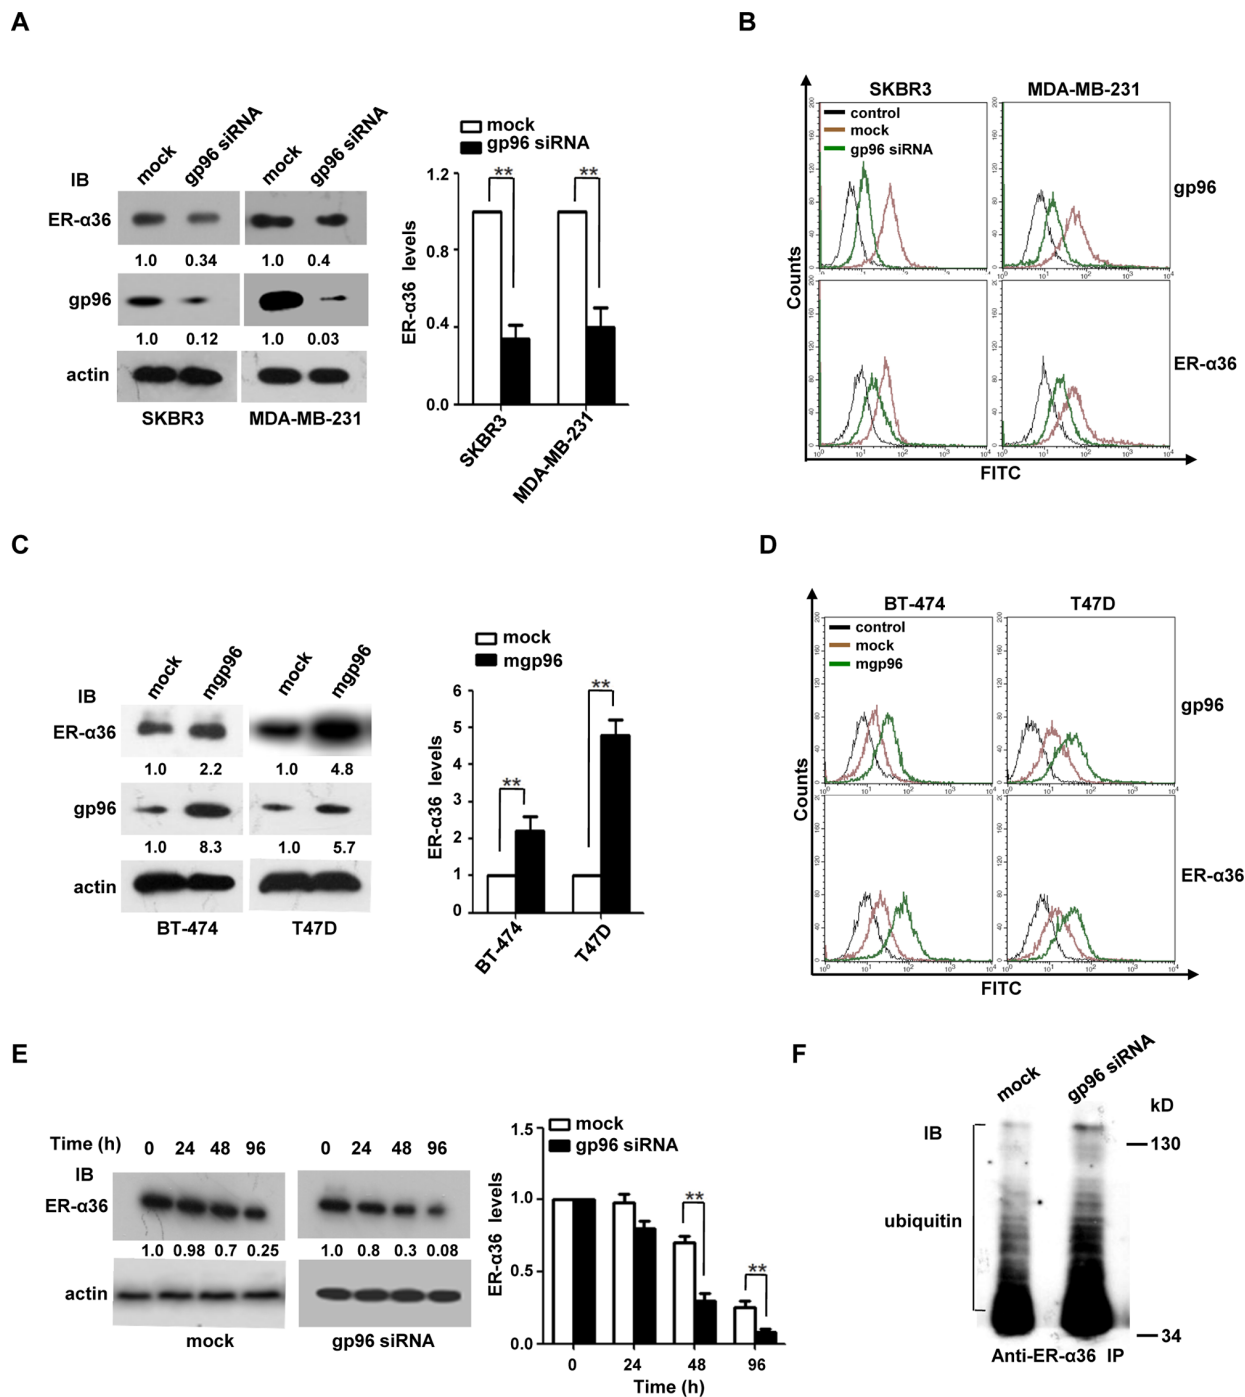 A
mock
gp96 siRNA
mock
gp96 siRNA
IB
ER-α36
1.0 0.34 1.0 0.4
gp96
1.0 0.12 1.0 0.03
actin
SKBR3 MDA-MB-231
mock
gp96 siRNA
ER-α36 levels
1.2
0.8
0.4
0.0
**
**
SKBR3
MDA-MB-231
B
SKBR3 MDA-MB-231
control
mock
gp96 siRNA
gp96
ER-α36
Counts
FITC
C
mock
mgp96
mock
mgp96
IB
ER-α36
1.0 2.2 1.0 4.8
gp96
1.0 8.3 1.0 5.7
actin
BT-474 T47D
mock
mgp96
ER-α36 levels
6
5
4
3
2
1
0
**
**
BT-474
T47D
D
BT-474 T47D
control
mock
mgp96
gp96
ER-α36
Counts
FITC
E
Time (h) 0 24 48 96 0 24 48 96
IB
ER-α36
1.0 0.98 0.7 0.25 1.0 0.8 0.3 0.08
actin
mock gp96 siRNA
mock
gp96 siRNA
ER-α36 levels
1.5
1.0
0.5
0.0
**
**
0 24 48 96
Time (h)
F
mock
gp96 siRNA
kD
IB
130
ubiquitin
34
Anti-ER-α36 IP